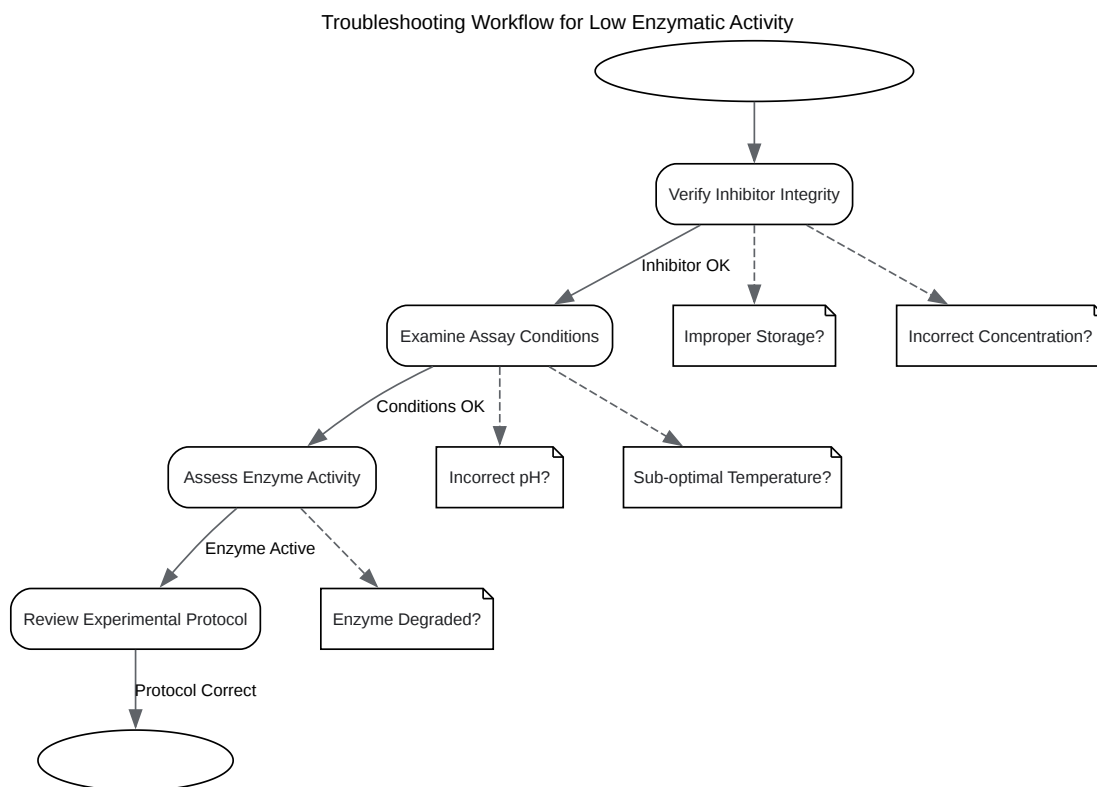 Troubleshooting Workflow for Low Enzymatic Activity
Verify Inhibitor Integrity
Inhibitor OK
Examine Assay Conditions
Improper Storage?
Incorrect Concentration?
Conditions OK
Assess Enzyme Activity
Incorrect pH?
Sub-optimal Temperature?
Enzyme Active
Review Experimental Protocol
Enzyme Degraded?
Protocol Correct